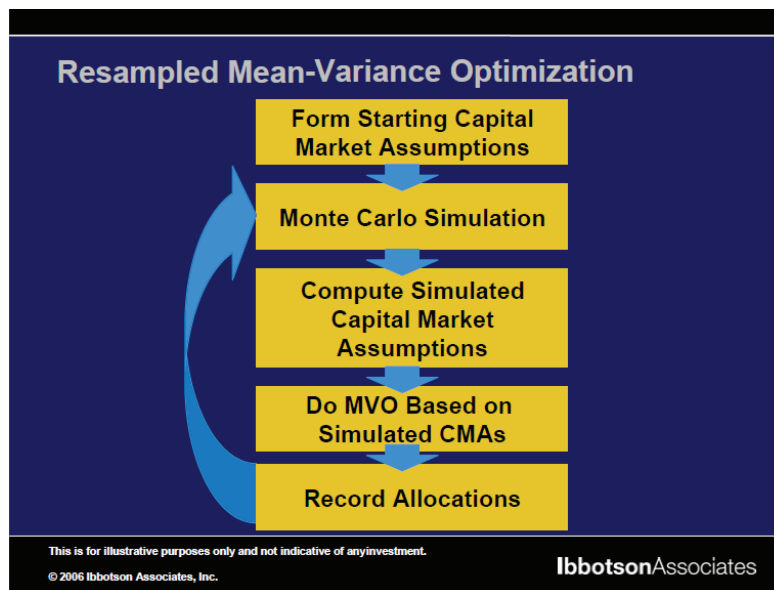 Resampled Mean-Variance Optimization
Form Starting Capital
Market Assumptions
Monte Carlo Simulation
Compute Simulated
Capital Market
Assumptions
Do MVO Based on
Simulated CMAs
Record Allocations
This is for illustrative purposes only and not indicative of anyinvestment.
© 2006 Ibbotson Associates, Inc.
IbbotsonAssociates